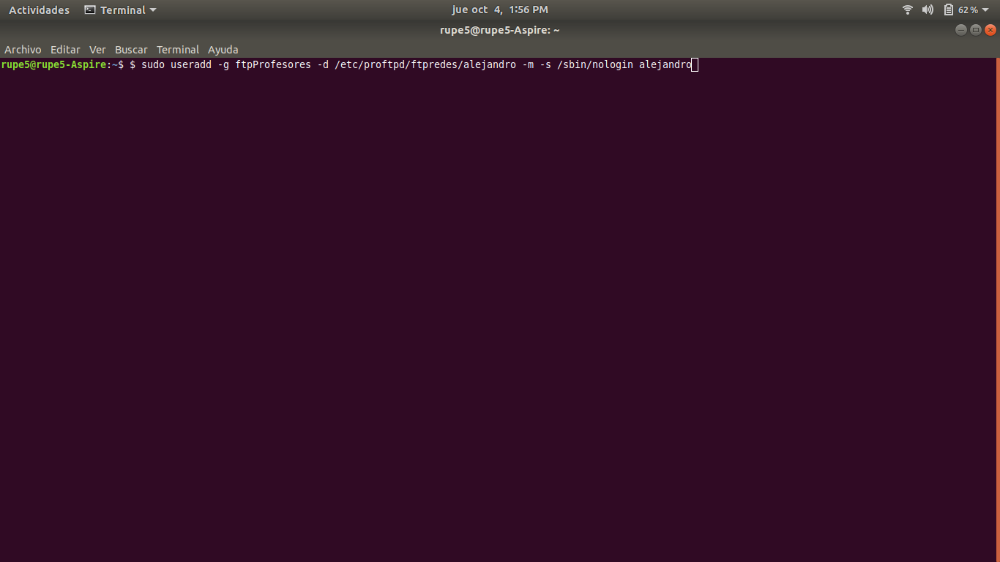 Actividades Terminal jue oct 4, 1:56 PM 62%
rupe5@rupe5-Aspire: ~
Archivo Editar Ver Buscar Terminal Ayuda
rupe5@rupe5-Aspire:~$ $ sudo useradd -g ftpProfesores -d /etc/proftpd/ftpredes/alejandro -m -s /sbin/nologin alejandro